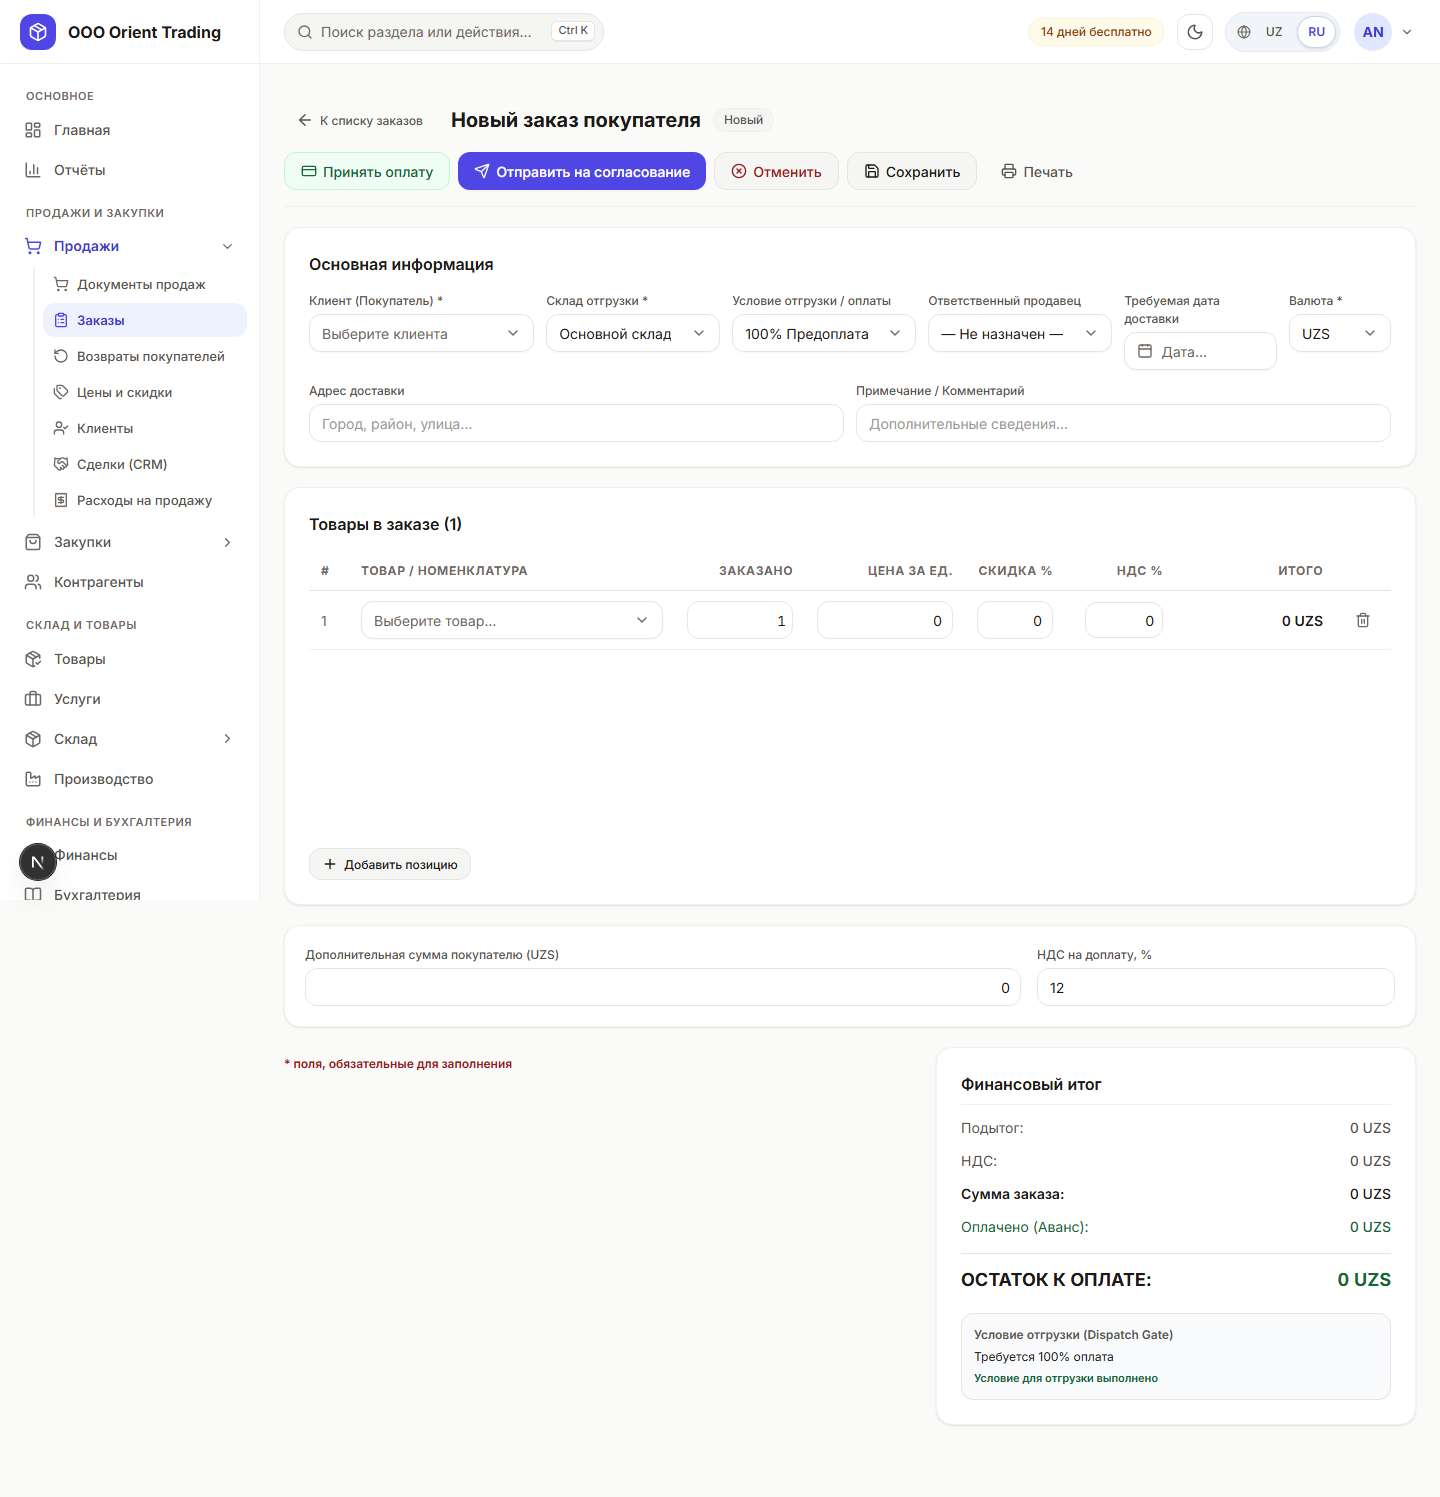 ООО Orient Trading
Поиск раздела или действия...
Ctrl K
14 дней бесплатно
UZ
RU
AN
ОСНОВНОЕ
Главная
Отчёты
ПРОДАЖИ И ЗАКУПКИ
Продажи
Документы продаж
Заказы
Возвраты покупателей
Цены и скидки
Клиенты
Сделки (CRM)
Расходы на продажу
Закупки
Контрагенты
СКЛАД И ТОВАРЫ
Товары
Услуги
Склад
Производство
ФИНАНСЫ И БУХГАЛТЕРИЯ
N
Финансы
Бухгалтерия
К списку заказов
Новый заказ покупателя
Новый
Принять оплату
Отправить на согласование
Отменить
Сохранить
Печать
Основная информация
Клиент (Покупатель) *
Выберите клиента
Склад отгрузки *
Основной склад
Условие отгрузки / оплаты
100% Предоплата
Ответственный продавец
— Не назначен —
Требуемая дата
доставки
Дата...
Валюта *
UZS
Адрес доставки
Город, район, улица...
Примечание / Комментарий
Дополнительные сведения...
Товары в заказе (1)
# ТОВАР / НОМЕНКЛАТУРА ЗАКАЗАНО ЦЕНА ЗА ЕД. СКИДКА % НДС % ИТОГО
1 Выберите товар... 1 0 0 0 0 UZS
Добавить позицию
Дополнительная сумма покупателю (UZS)
0
НДС на доплату, %
12
* поля, обязательные для заполнения
Финансовый итог
Подытог: 0 UZS
НДС: 0 UZS
Сумма заказа: 0 UZS
Оплачено (Аванс): 0 UZS
ОСТАТОК К ОПЛАТЕ: 0 UZS
Условие отгрузки (Dispatch Gate)
Требуется 100% оплата
Условие для отгрузки выполнено